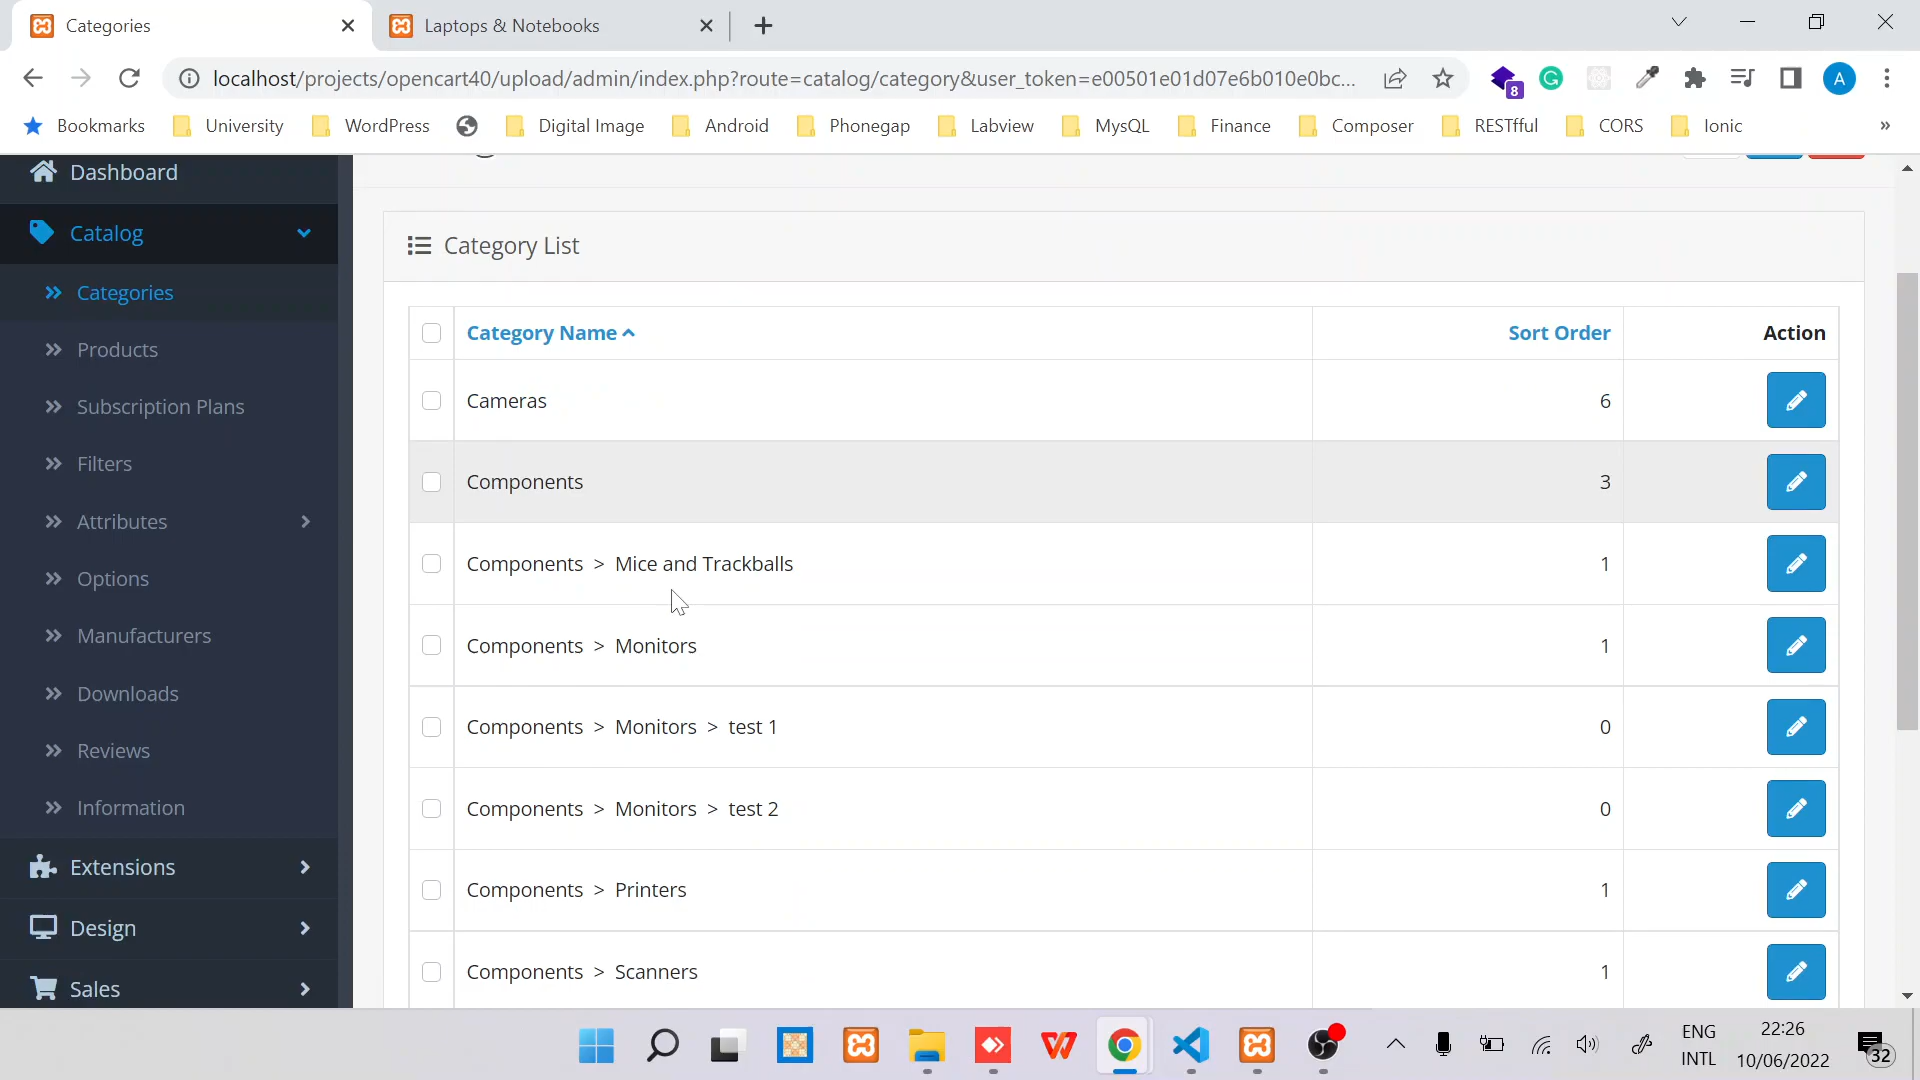 Categories
Laptops & Notebooks
localhost/projects/opencart40/upload/admin/index.php?route=catalog/category&user_token=e00501e01d07e6b010e0bc...
8
A
Bookmarks
University
WordPress
Digital Image
Android
Phonegap
Labview
MysQL
Finance
Composer
RESTfful
CORS
Ionic
»
Dashboard
Catalog
Categories
Products
Subscription Plans
Filters
Attributes
Options
Manufacturers
Downloads
Reviews
Information
Extensions
Design
Sales
Category List
Category Name Sort Order Action
Cameras 6
Components 3
Components > Mice and Trackballs 1
Components > Monitors 1
Components > Monitors > test 1 0
Components > Monitors > test 2 0
Components > Printers 1
Components > Scanners 1
ENG
INTL
22:26
10/06/2022
32